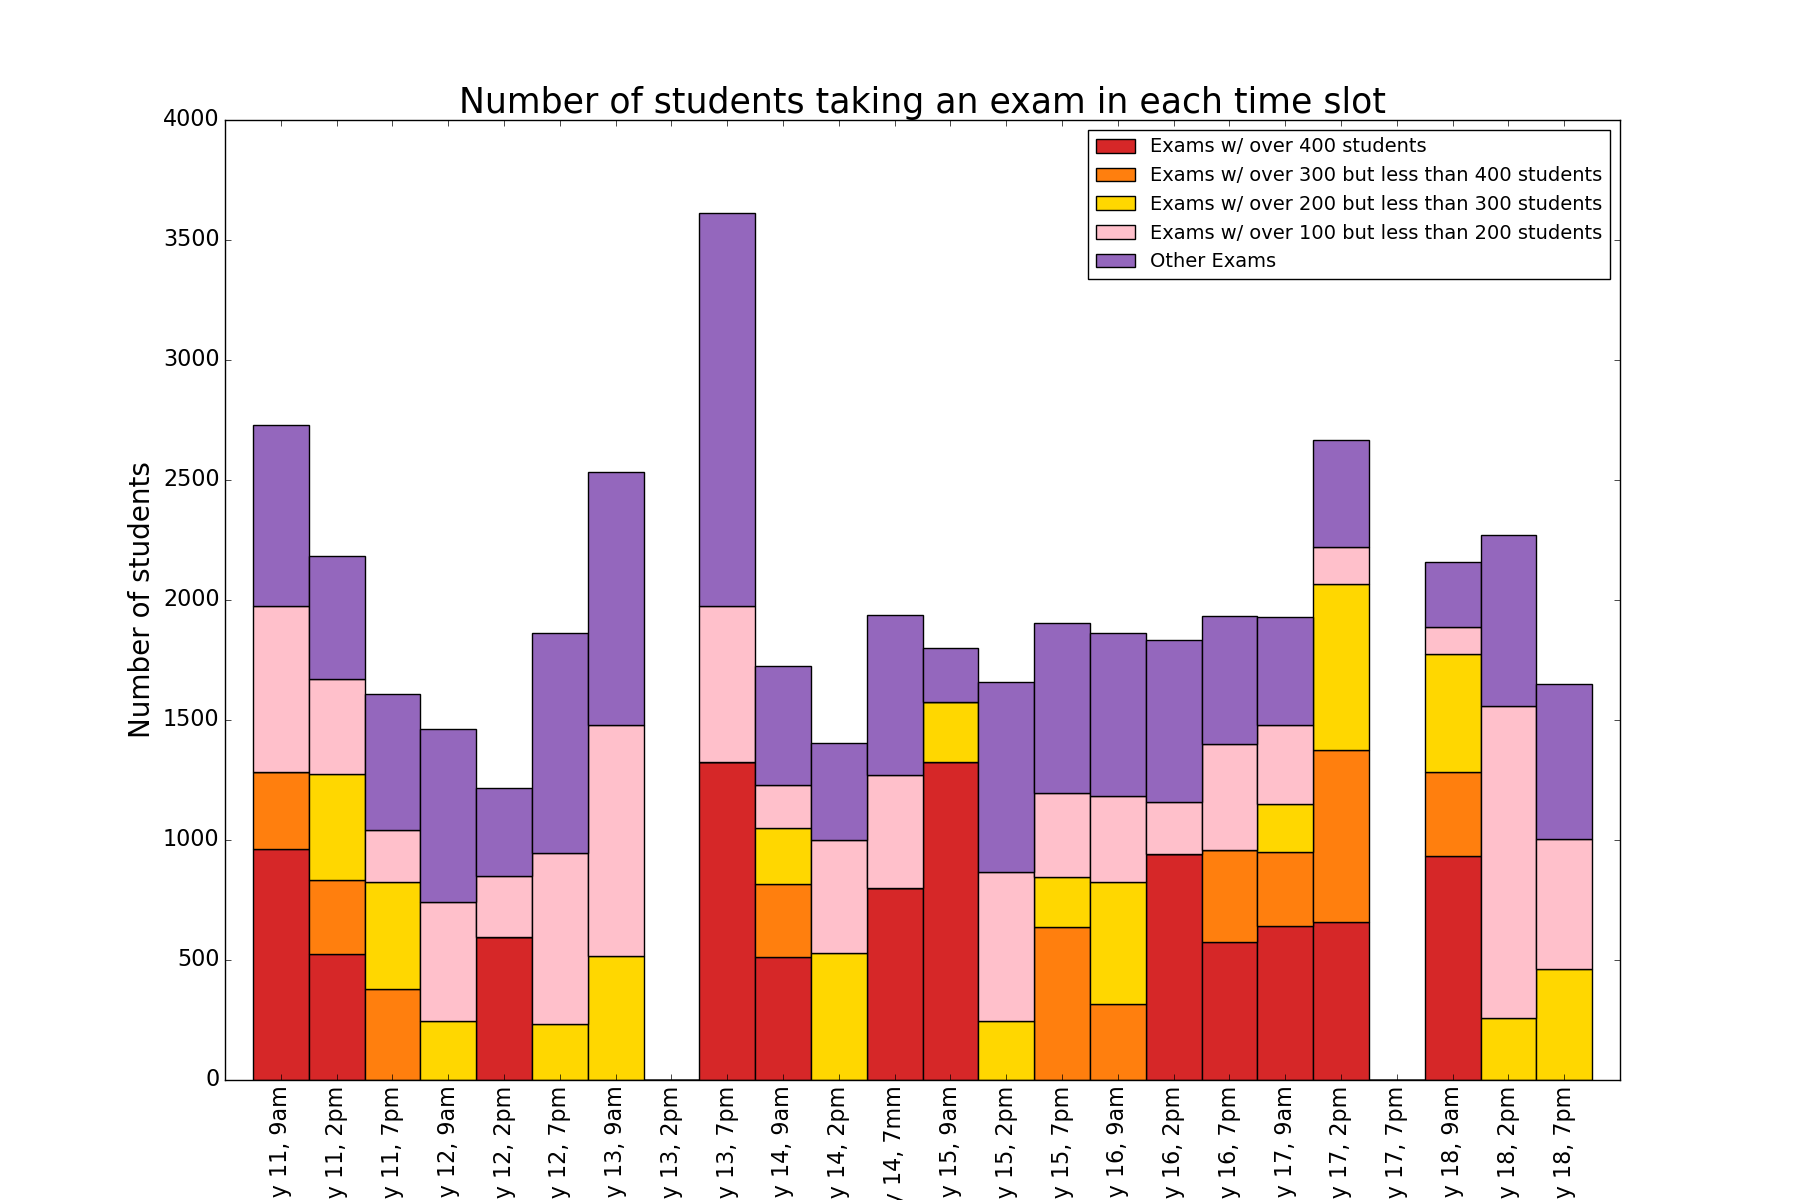 Number of students taking an exam in each time slot
4000
3500
3000
2500
2000
1500
1000
500
0
Number of students
Exams w/ over 400 students
Exams w/ over 300 but less than 400 students
Exams w/ over 200 but less than 300 students
Exams w/ over 100 but less than 200 students
Other Exams
y 11, 9am
y 11, 2pm
y 11, 7pm
y 12, 9am
y 12, 2pm
y 12, 7pm
y 13, 9am
y 13, 2pm
y 13, 7pm
y 14, 9am
y 14, 2pm
y 14, 7mm
y 15, 9am
y 15, 2pm
y 15, 7pm
y 16, 9am
y 16, 2pm
y 16, 7pm
y 17, 9am
y 17, 2pm
y 17, 7pm
y 18, 9am
y 18, 2pm
y 18, 7pm